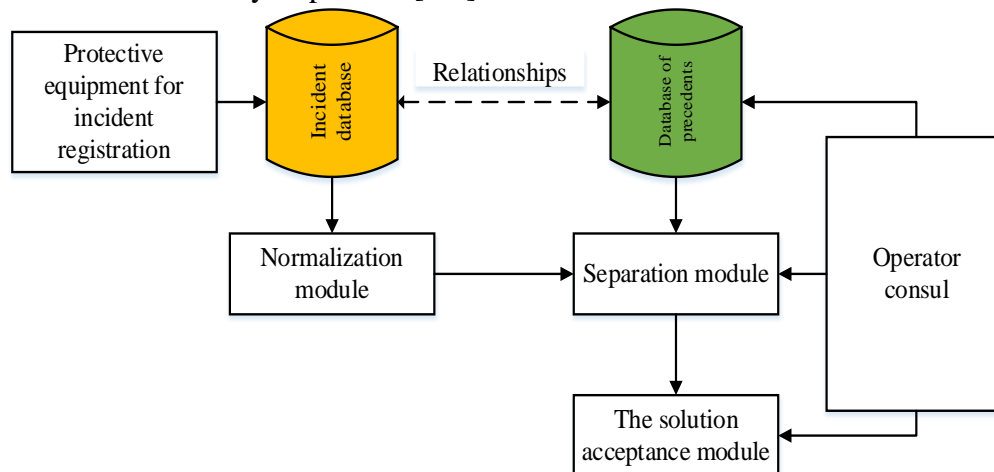 Protective
equipment for
incident
registration
Incident
database
Relationships
Database of
precedents
Normalization
module
Separation module
Operator
consul
The solution
acceptance module